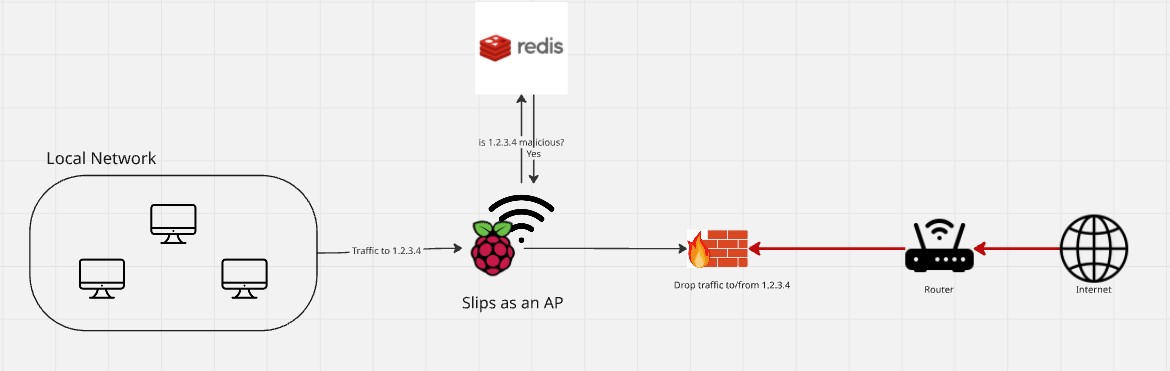 redis
is 1.2.3.4 malicious?
Yes
Local Network
Traffic to 1.2.3.4
Slips as an AP
Drop traffic to/from 1,2.3.4
Router
Internet